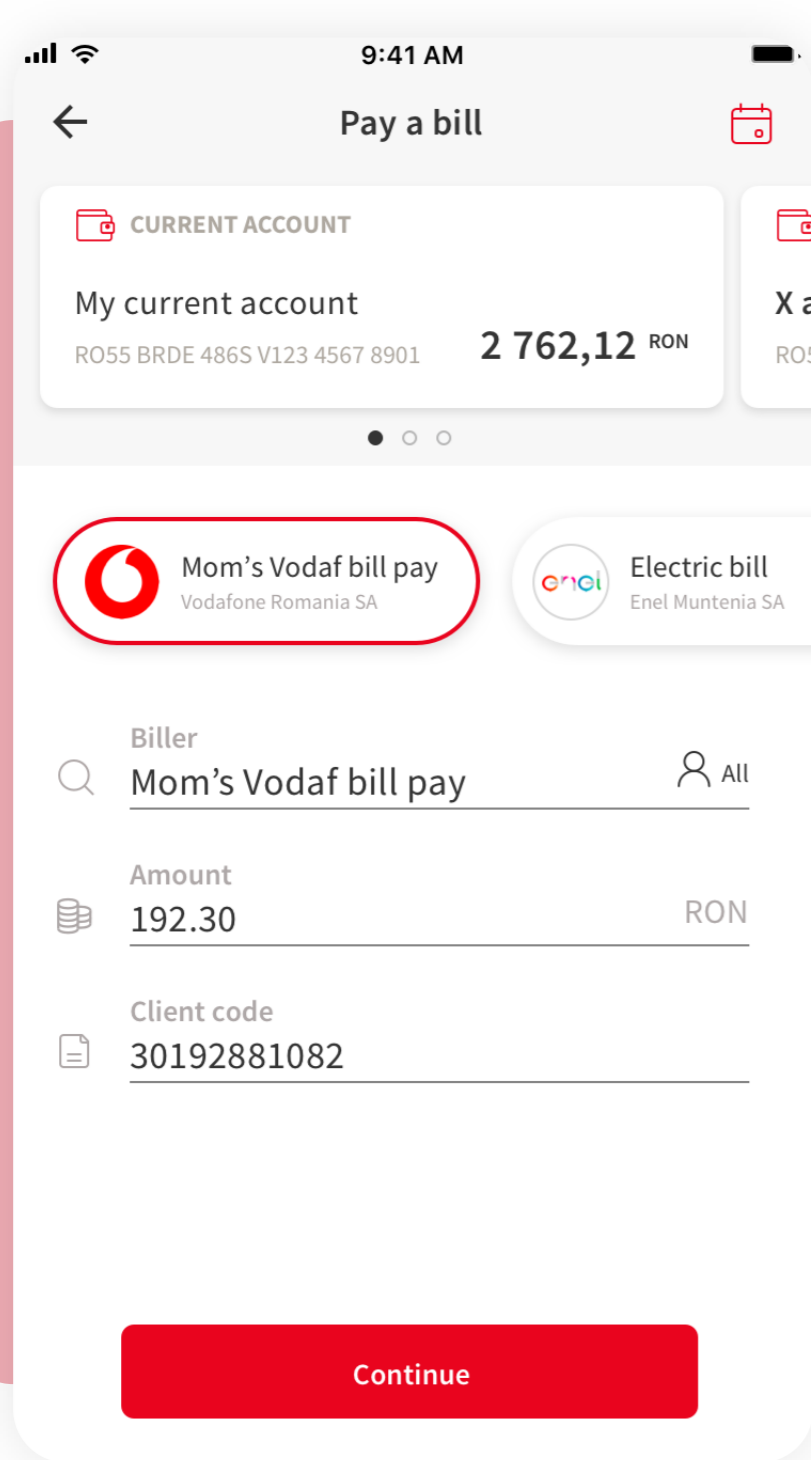 9:41 AM
Pay a bill
CURRENT ACCOUNT
My current account
RO55 BRDE 486S V123 4567 8901
2 762,12 RON
X a
RO5
Mom’s Vodaf bill pay
Vodafone Romania SA
enel
Electric bill
Enel Muntenia SA
Biller
Mom’s Vodaf bill pay
All
Amount
192.30
RON
Client code
30192881082
Continue